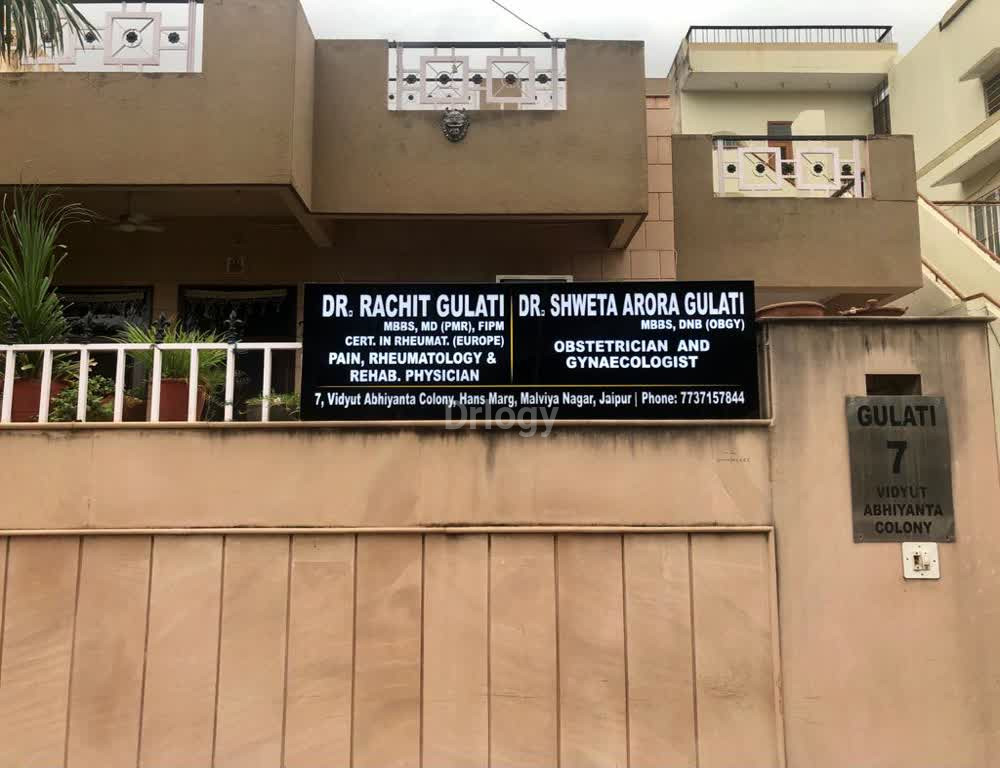 DR. RACHIT GULATI
MBBS, MD (PMR), FIPM
CERT. IN RHEUMAT. (EUROPE)
PAIN, RHEUMATOLOGY &
REHAB. PHYSICIAN
DR. SHWETA ARORA GULATI
MBBS, DNB (OBGY)
OBSTETRICIAN AND
GYNAECOLOGIST
7, Vidyut Abhiyanta Colony, Hans Marg, Malviya Nagar, Jaipur | Phone: 7737157844
Drlogy
GULATI
7
VIDYUT
ABHIYANTA
COLONY